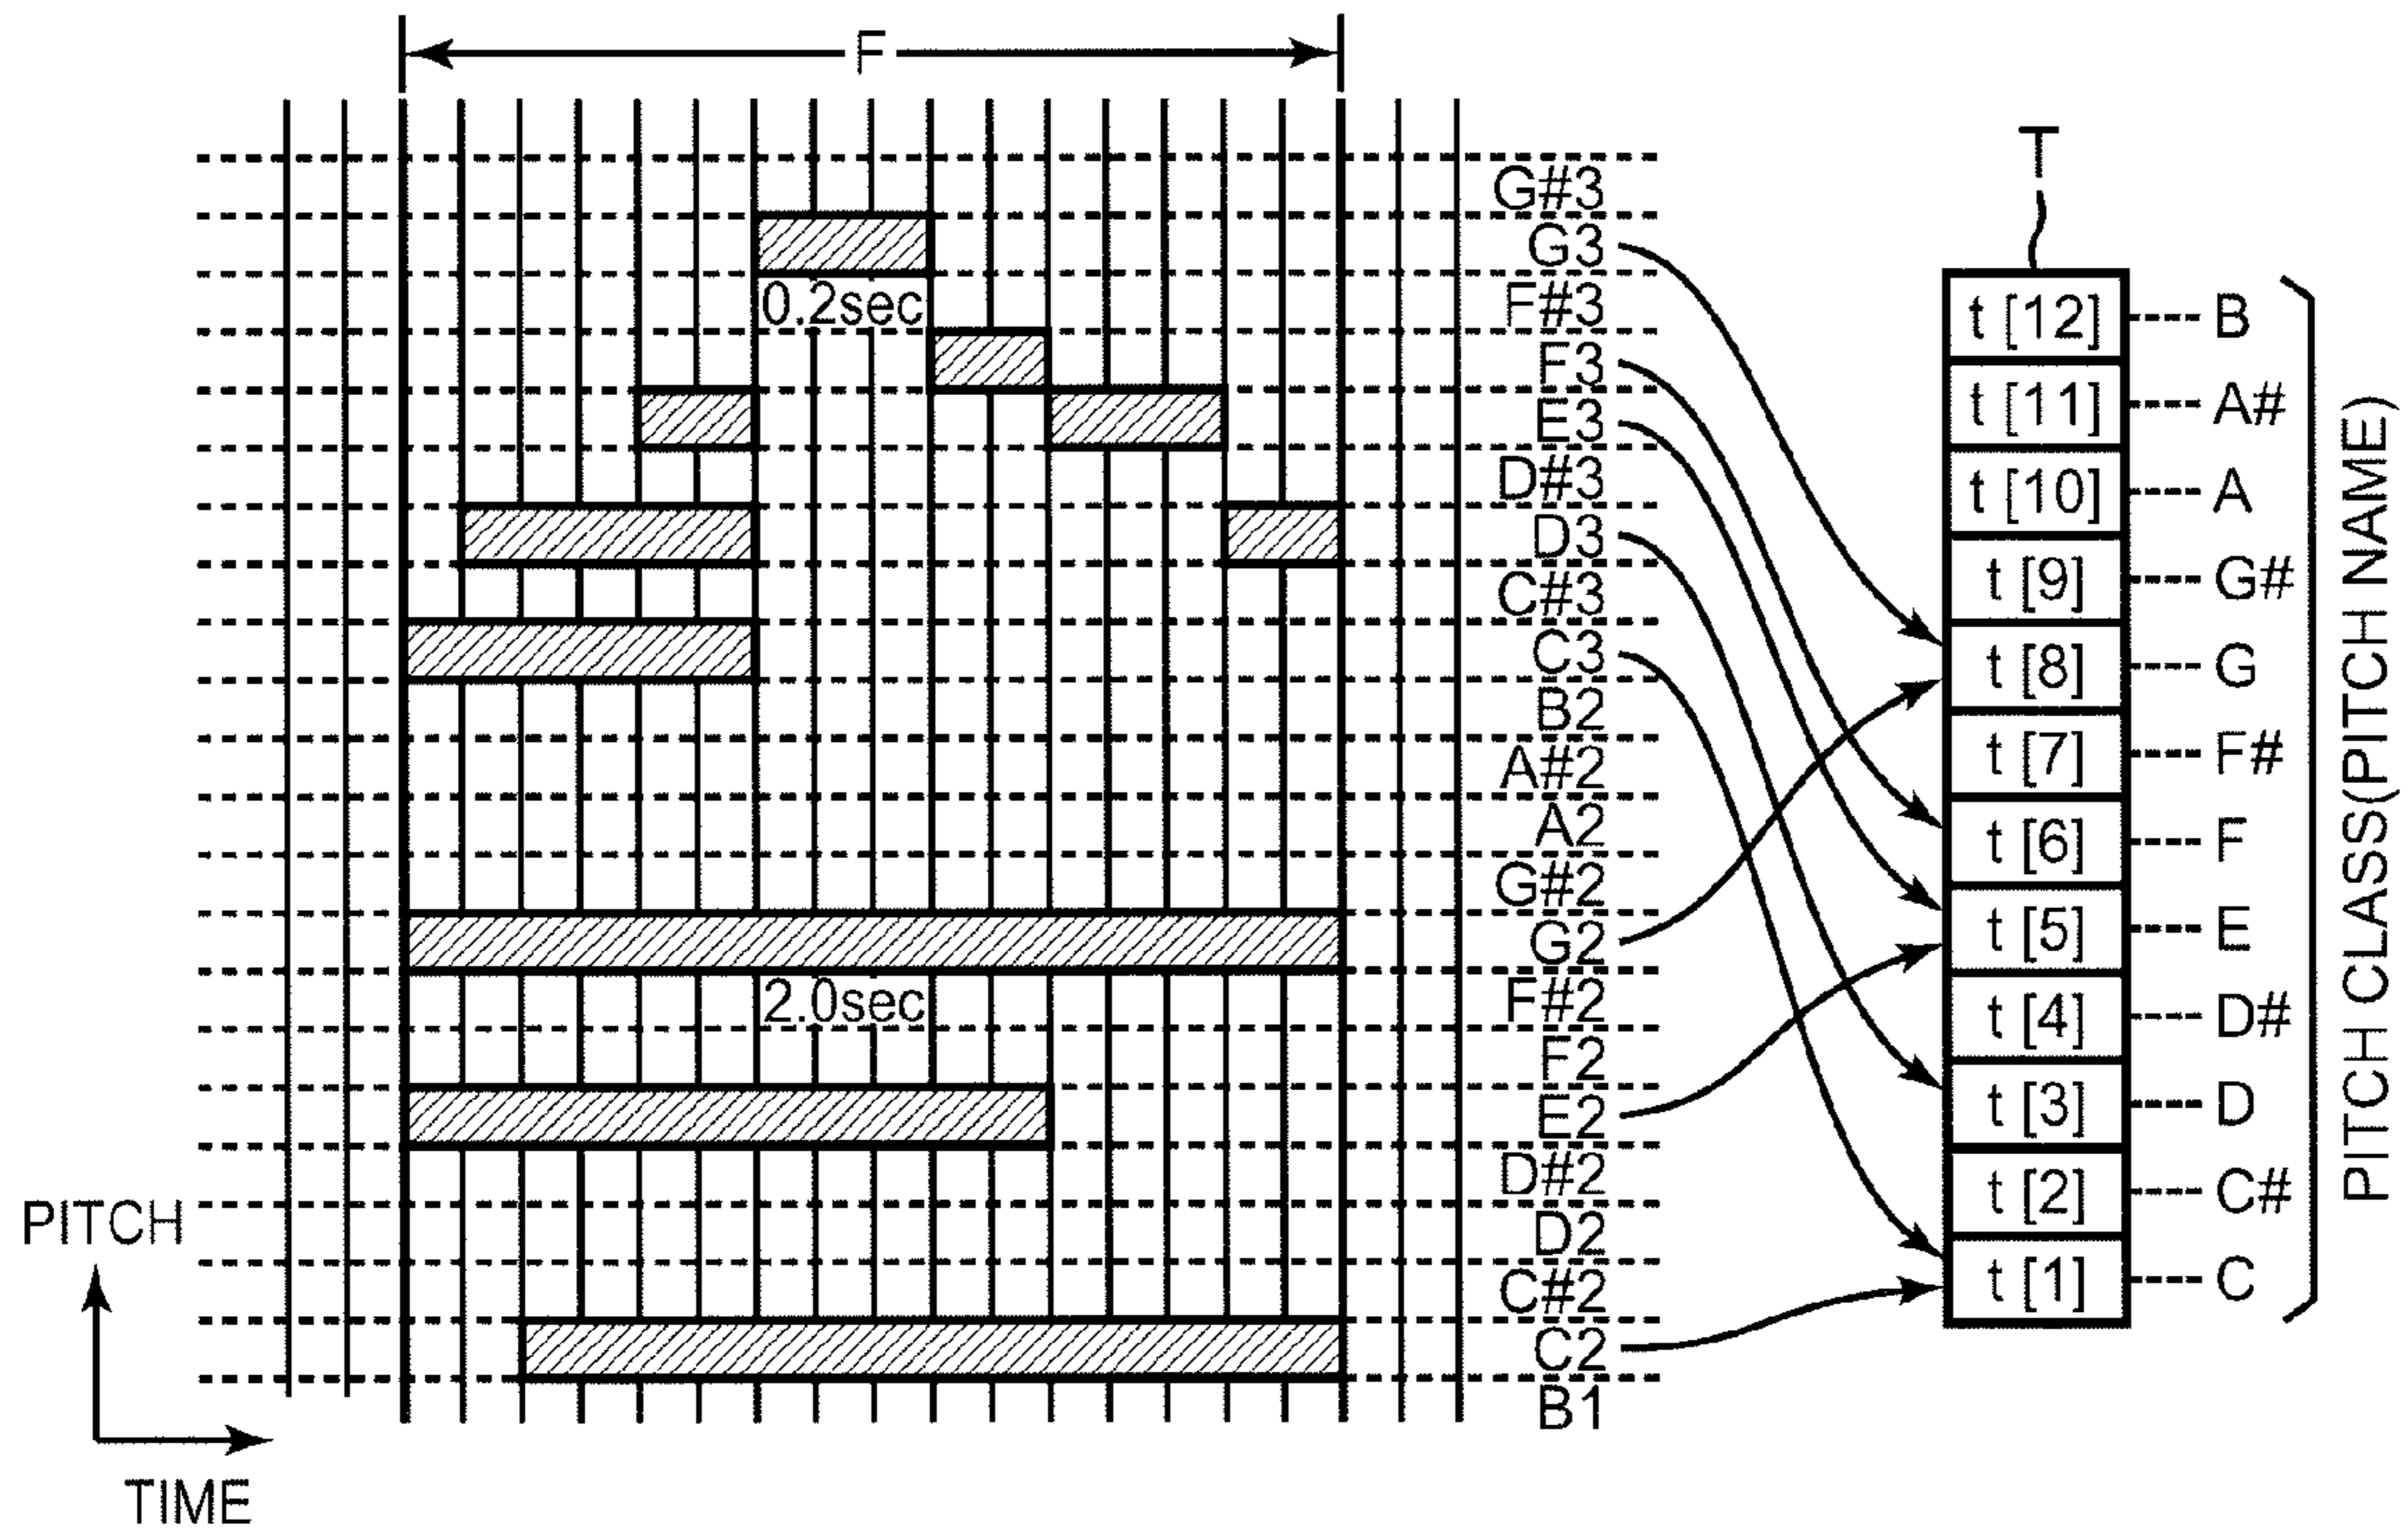 F
T
G#3
G3
F#3
F3
E3
D#3
D3
C#3
C3
B2
A#2
A2
G#2
G2
F#2
F2
E2
D#2
D2
C#2
C2
B1
0.2sec
2.0sec
t [12] B
t [11] A#
t [10] A
t [9] G#
t [8] G
t [7] F#
t [6] F
t [5] E
t [4] D#
t [3] D
t [2] C#
t [1] C
PITCH CLASS(PITCH NAME)
PITCH
TIME